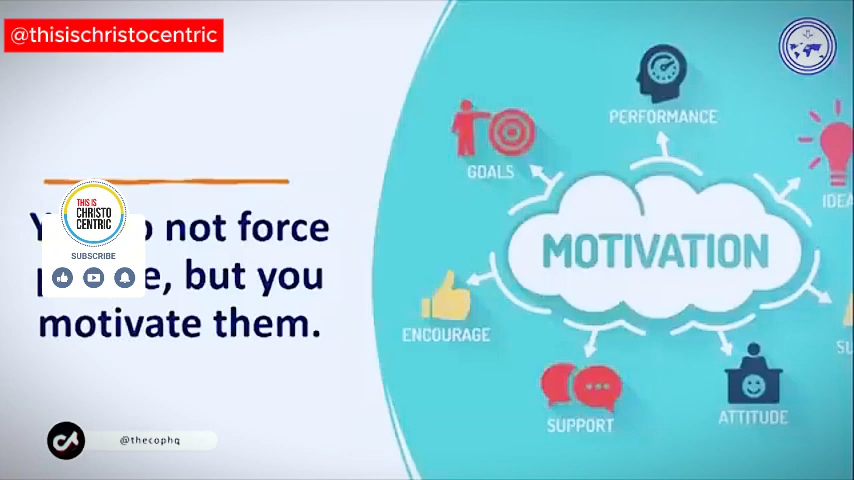 @thisischristocentric
not force
but you
motivate them.
THIS IS
CHRISTO
CENTRIC
SUBSCRIBE
@thecophq
PERFORMANCE
GOALS
MOTIVATION
ENCOURAGE
SUPPORT
ATTITUDE